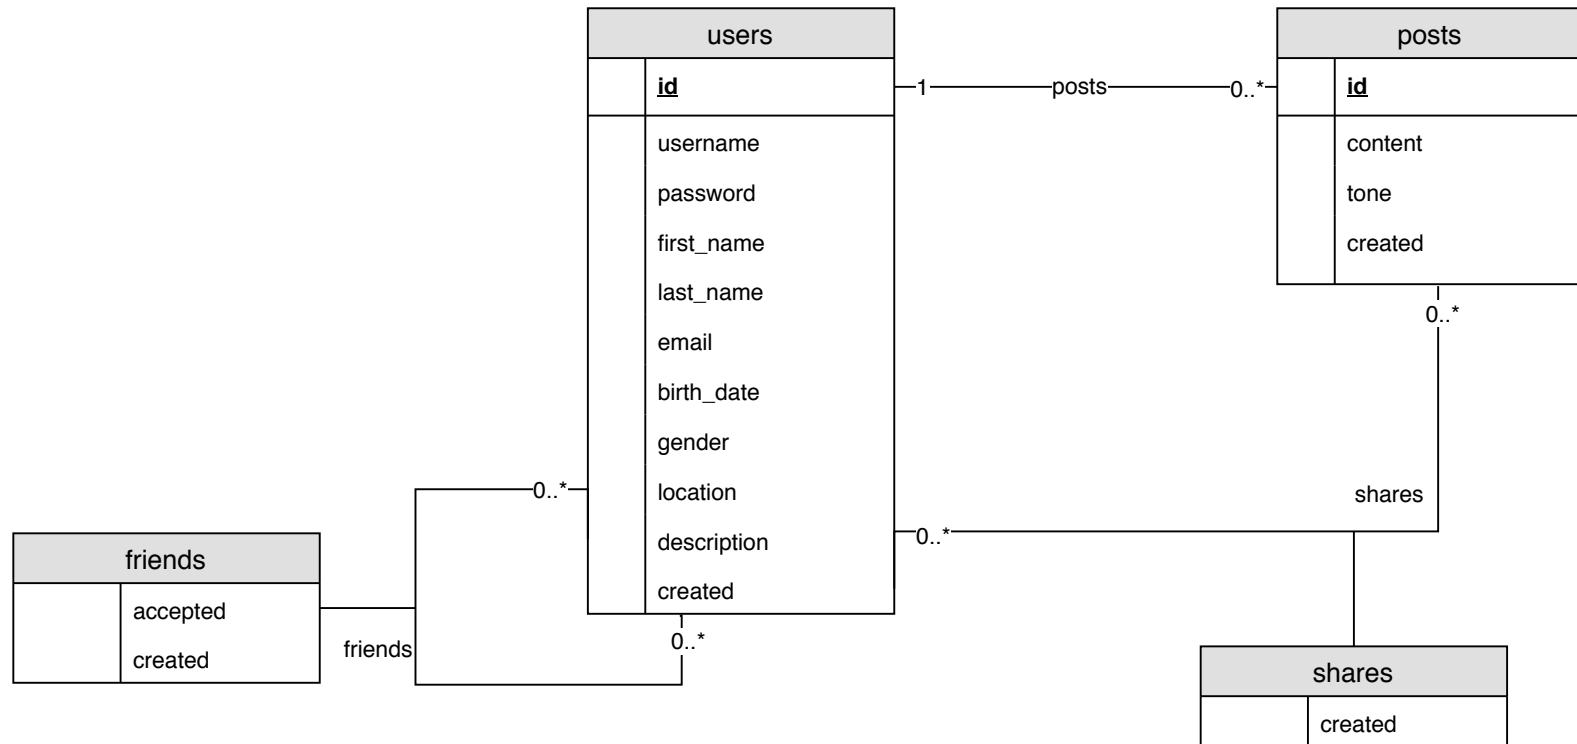 users
id
username
password
first_name
last_name
email
birth_date
gender
location
description
created
1
posts
0..*
posts
id
content
tone
created
0..*
shares
0..*
0..*
friends
accepted
created
friends
0..*
shares
created